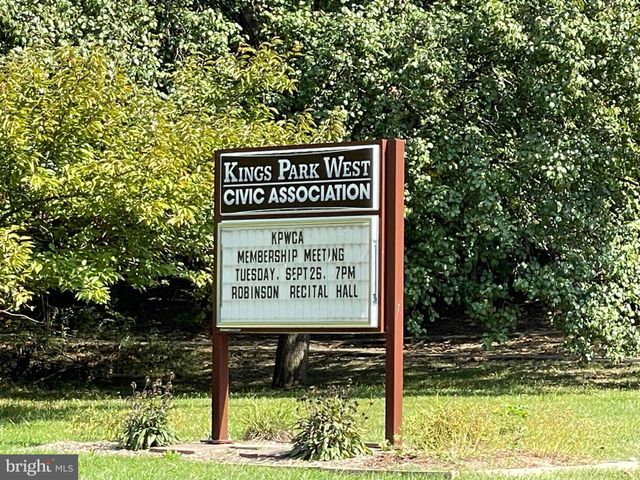 KINGS PARK WEST
CIVIC ASSOCIATION
KPWCA
MEMBERSHIP MEETING
TUESDAY, SEPT 26, 7PM
ROBINSON RECITAL HALL
bright MLS